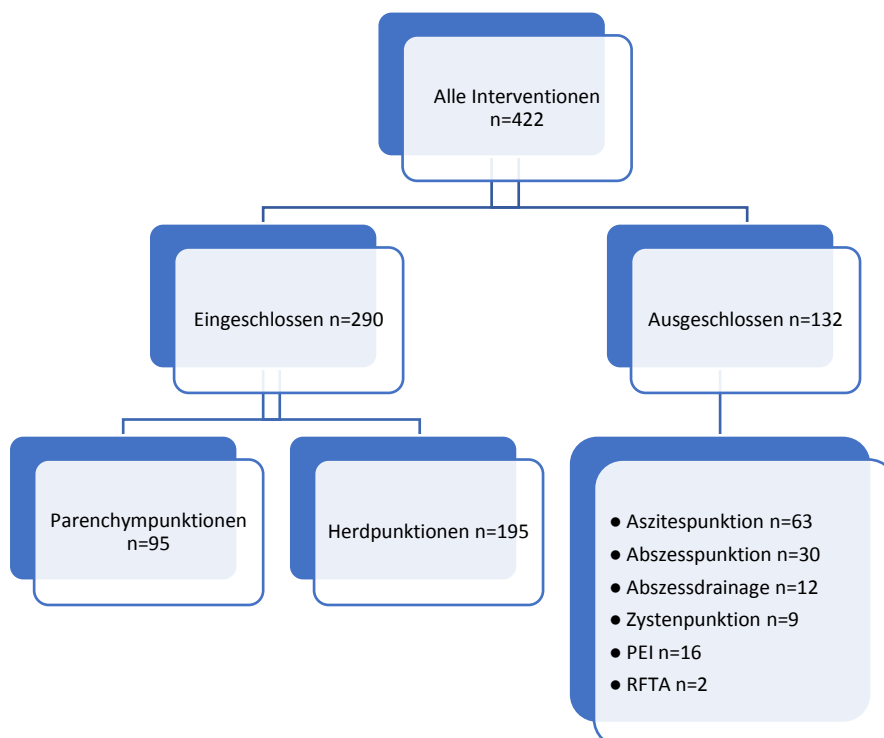 Alle Interventionen
n=422
Eingeschlossen n=290
Ausgeschlossen n=132
Parenchympunktionen
n=95
Herdpunktionen n=195
● Aszitespunktion n=63
● Abszesspunktion n=30
● Abszessdrainage n=12
● Zystenpunktion n=9
● PEI n=16
● RFTA n=2